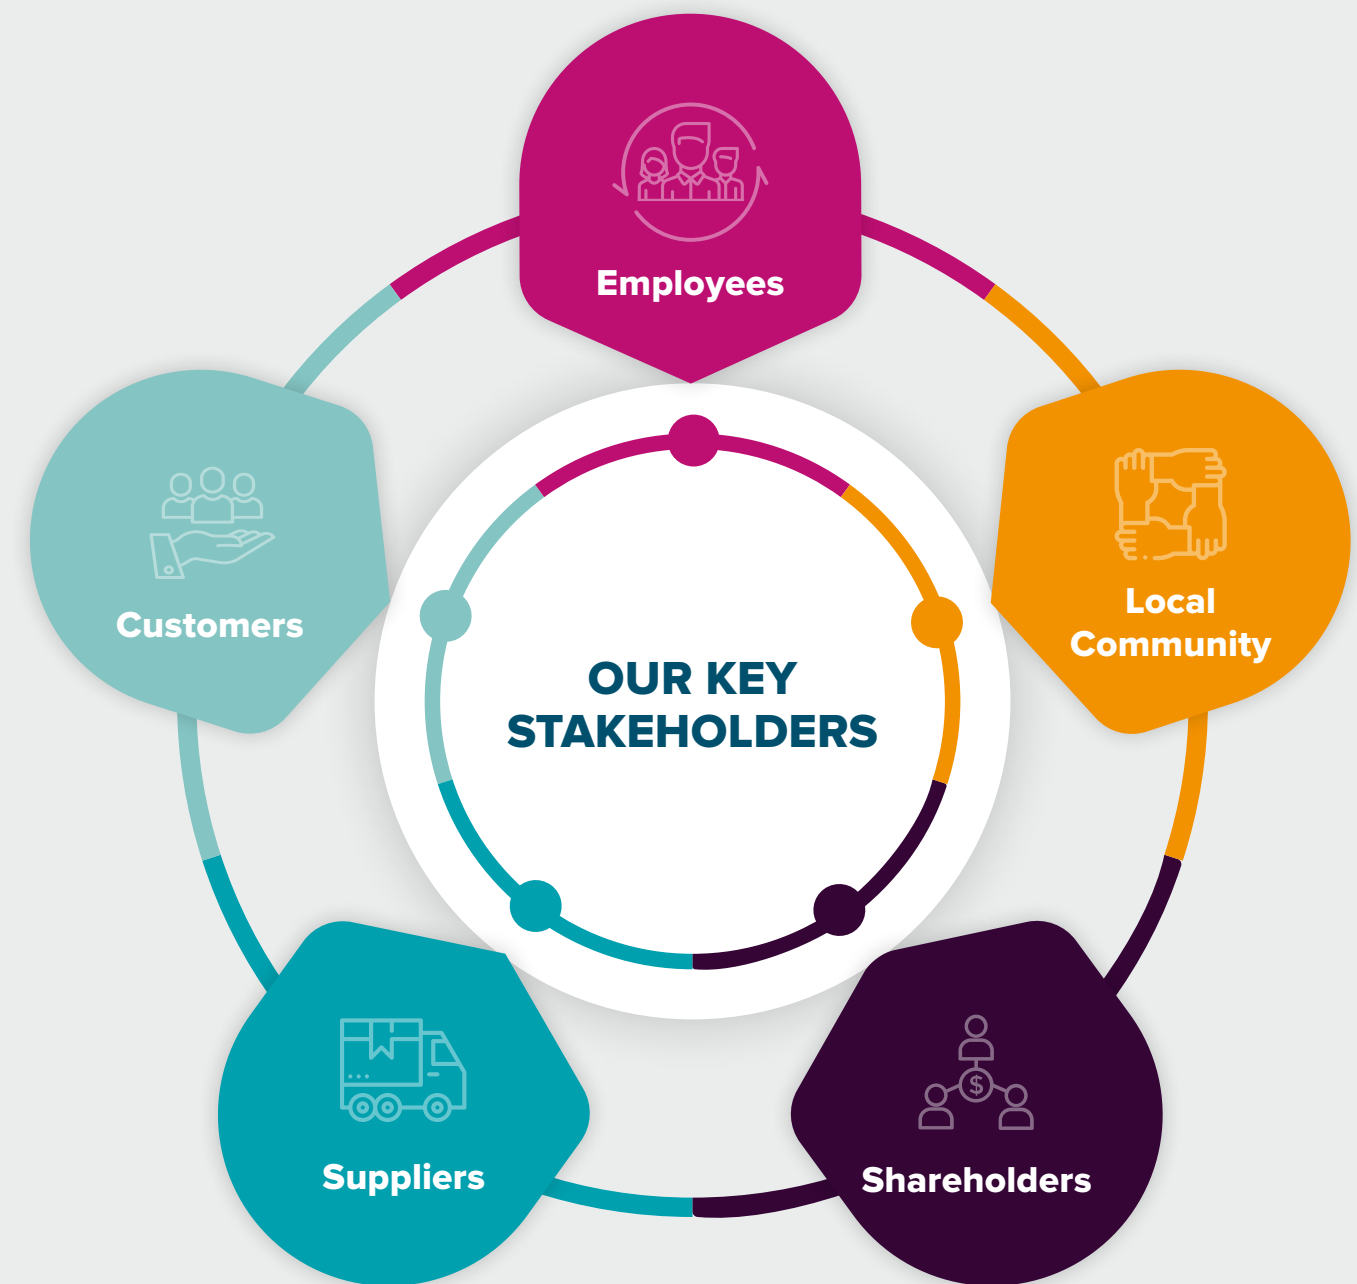 Employees
Customers
Local
Community
OUR KEY
STAKEHOLDERS
Suppliers
Shareholders
$